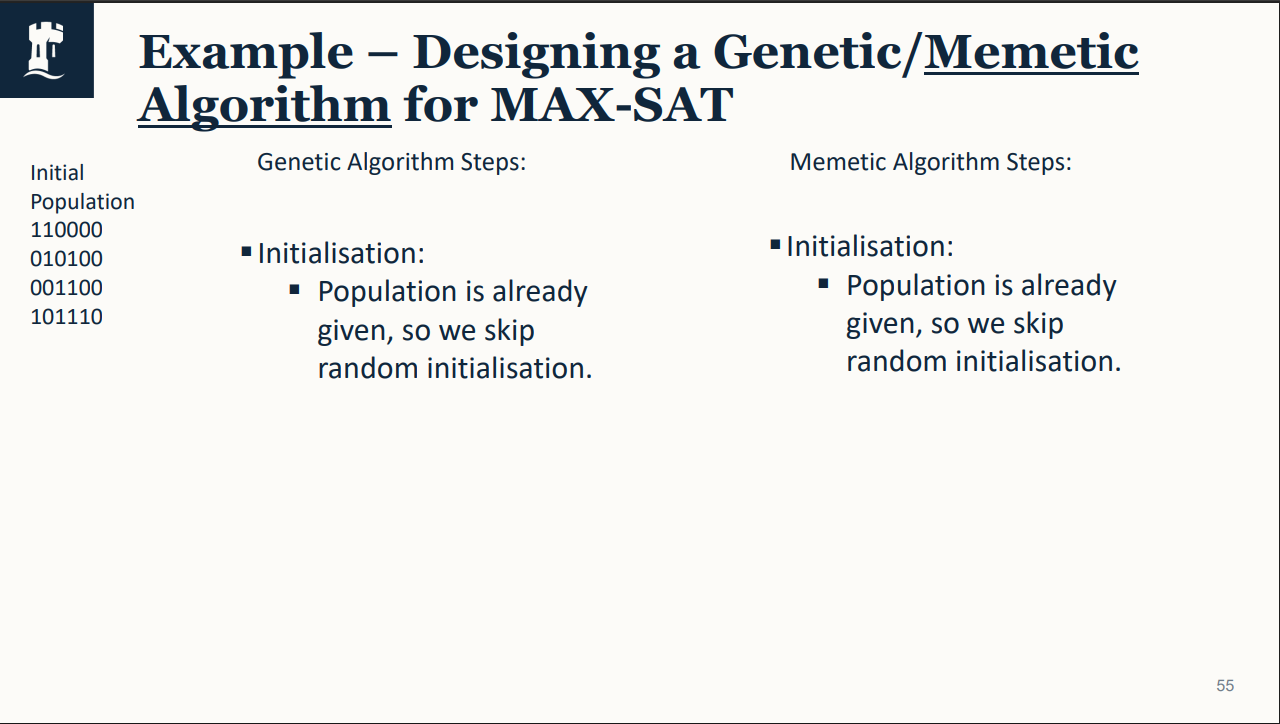 Example – Designing a Genetic/Memetic
Algorithm for MAX-SAT
Initial
Population
110000
010100
001100
101110
Genetic Algorithm Steps:
▪ Initialisation:
▪ Population is already
given, so we skip
random initialisation.
Memetic Algorithm Steps:
▪ Initialisation:
▪ Population is already
given, so we skip
random initialisation.
55